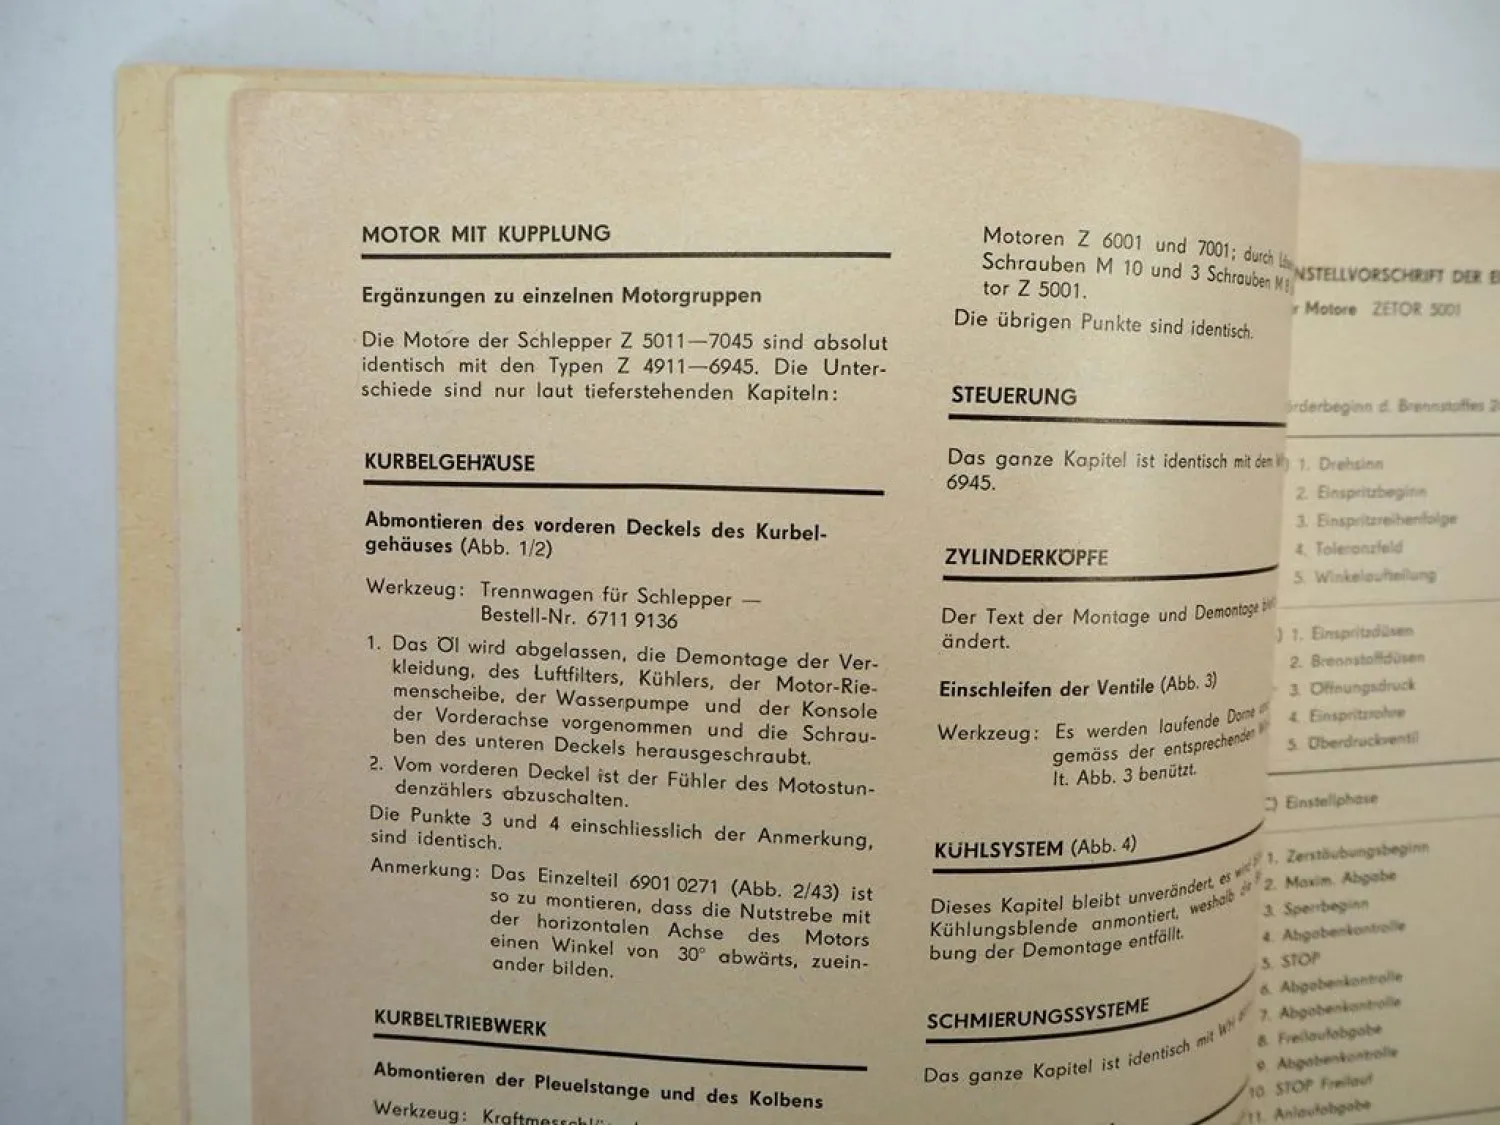 MOTOR MIT KUPPLUNG
Ergänzungen zu einzelnen Motorgruppen
Die Motore der Schlepper Z 5011—7045 sind absolut
identisch mit den Typen Z 4911—6945. Die Unter-
schiede sind nur laut tieferstehenden Kapiteln:
KURBELGEHÄUSE
Abmontieren des vorderen Deckels des Kurbel-
gehäuses (Abb. 1/2)
Werkzeug: Trennwagen für Schlepper —
Bestell-Nr. 6711 9136
1. Das Öl wird abgelassen, die Demontage der Ver-
kleidung, des Luftfilters, Kühlers, der Motor-Rie-
menscheibe, der Wasserpumpe und der Konsole
der Vorderachse vorgenommen und die Schrau-
ben des unteren Deckels herausgeschraubt.
2. Vom vorderen Deckel ist der Fühler des Motostun-
denzählers abzuschalten.
Die Punkte 3 und 4 einschliesslich der Anmerkung,
sind identisch.
Anmerkung: Das Einzelteil 6901 0271 (Abb. 2/43) ist
so zu montieren, dass die Nutstrebe mit
der horizontalen Achse des Motors
einen Winkel von 30° abwärts, zuein-
ander bilden.
KURBELTRIEBWERK
Abmontieren der Pleuelstange und des Kolbens
Werkzeug:
Motoren Z 6001 und 7001; durch
Schrauben M 10 und 3 Schrauben M 8
tor Z 5001.
Die übrigen Punkte sind identisch.
STEUERUNG
Das ganze Kapitel ist identisch mit dem
6945.
ZYLINDERKÖPFE
Der Text der Montage und Demontage
ändert.
Einschleifen der Ventile (Abb. 3)
Werkzeug: Es werden laufende Dorne
gemäss der entsprechenden
lt. Abb. 3 benützt.
KÜHLSYSTEM (Abb. 4)
Dieses Kapitel bleibt unverändert, es wird
Kühlungsblende anmontiert, weshalb die
bung der Demontage entfällt.
SCHMIERUNGSSYSTEME
Das ganze Kapitel ist identisch mit
NSTELLVORSCHRIFT DER
Motore ZETOR 5001
örderbeginn d. Brennstoffes
1. Drehsinn
2. Einspritzbeginn
3. Einspritzreihenfolge
4. Toleranzfeld
5. Winkelaufteilung
1. Einspritzdüsen
2. Brennstoffdüsen
3. Öffnungsdruck
4. Einspritzrohre
5. Überdruckventil
C) Einstellphase
1. Zerstäubungsbeginn
2. Maxim. Abgabe
3. Sperrbeginn
4. Abgabenkontrolle
5. STOP
6. Abgabenkontrolle
7. Abgabenkontrolle
8. Freilaufabgabe
9. Abgabenkontrolle
10. STOP Freilauf
11. Anlaufabgabe